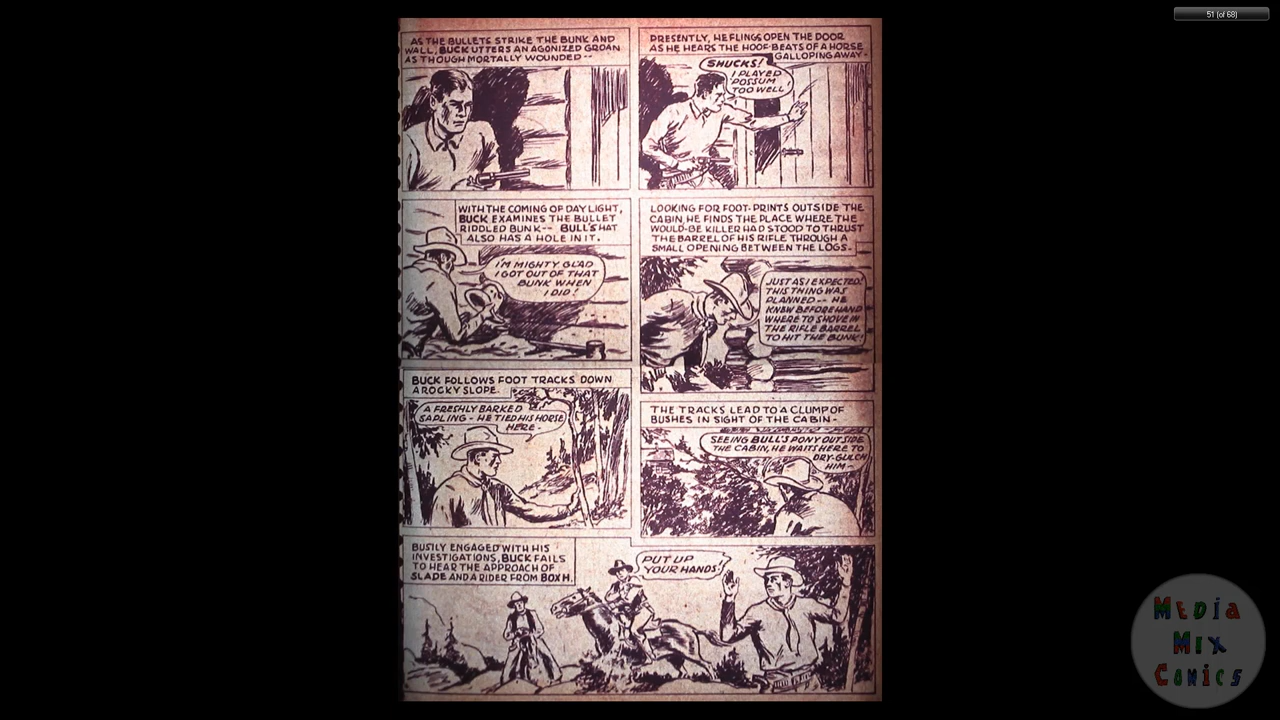 51 (of 68)
AS THE BULLETS STRIKE THE BUNK AND
WALL, BUCK UTTERS AN AGONIZED GROAN
AS THOUGH MORTALLY WOUNDED--
PRESENTLY, HE FLINGS OPEN THE DOOR
AS HE HEARS THE HOOF-BEATS OF A HORSE
GALLOPING AWAY-
SHUCKS!
I PLAYED
POSSUM
TOO WELL
WITH THE COMING OF DAYLIGHT,
BUCK EXAMINES THE BULLET
RIDDLED BUNK-- BULL'S HAT
ALSO HAS A HOLE IN IT.
I'M MIGHTY GLAD
I GOT OUT OF THAT
BUNK WHEN
I DID!
LOOKING FOR FOOT-PRINTS OUTSIDE THE
CABIN, HE FINDS THE PLACE WHERE THE
WOULD-BE KILLER HAD STOOD TO THRUST
THE BARREL OF HIS RIFLE THROUGH A
SMALL OPENING BETWEEN THE LOGS.
JUST AS I EXPECTED!
THIS THING WAS
PLANNED-- HE
KNEW BEFOREHAND
WHERE TO SHOVE IN
THE RIFLE BARREL
TO HIT THE BUNK!
BUCK FOLLOWS FOOT TRACKS DOWN
A ROCKY SLOPE.
A FRESHLY BARKED
SAPLING - HE TIED HIS HORSE
HERE-
THE TRACKS LEAD TO A CLUMP OF
BUSHES IN SIGHT OF THE CABIN-
SEEING BULL'S PONY OUTSIDE
THE CABIN, HE WAITS HERE TO
DRY-GULCH
HIM-
BUSILY ENGAGED WITH HIS
INVESTIGATIONS, BUCK FAILS
TO HEAR THE APPROACH OF
SLADE AND A RIDER FROM BOX H.
PUT UP
YOUR HANDS!
MEDIA
MIX
COMICS